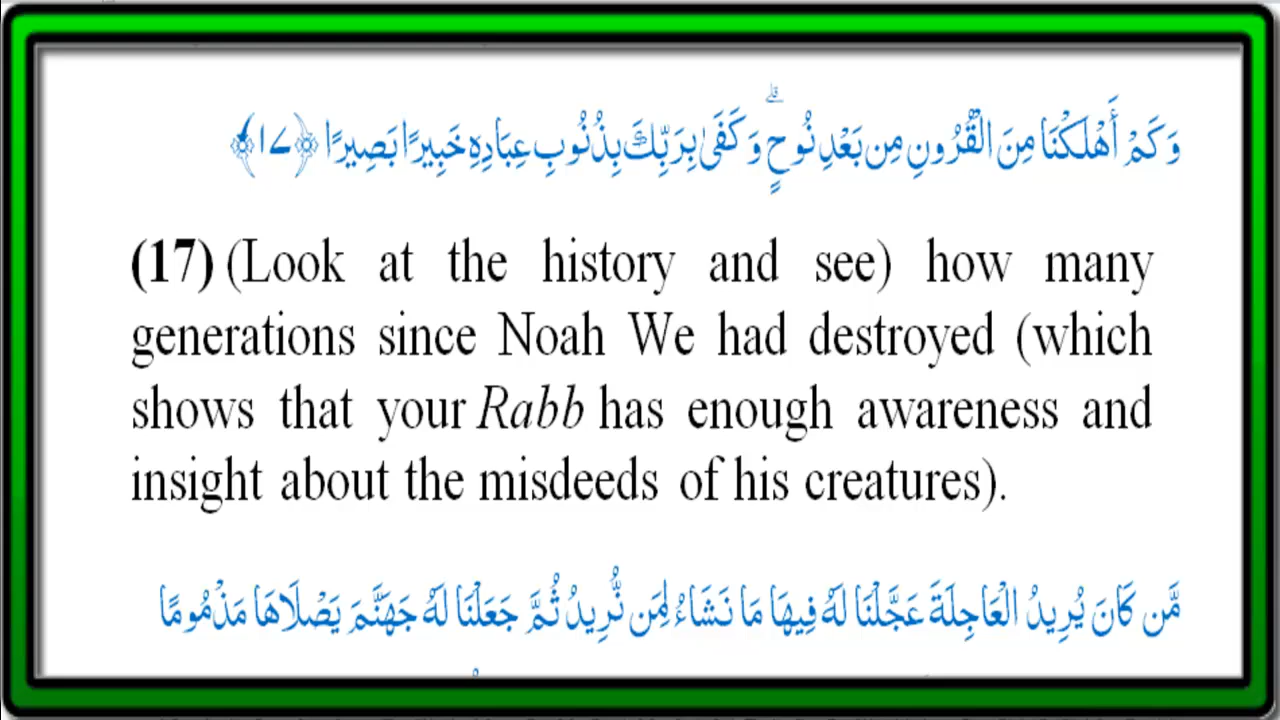 وَكَمْ أَهْلَكْنَا مِنَ الْقُرُونِ مِن بَعْدِ نُوحٍ ۗ وَكَفَىٰ بِرَبِّكَ بِذُنُوبِ عِبَادِهِ خَبِيرًا بَصِيرًا ﴿١٧﴾
(17) (Look at the history and see) how many
generations since Noah We had destroyed (which
shows that your Rabb has enough awareness and
insight about the misdeeds of his creatures).
مَّن كَانَ يُرِيدُ الْعَاجِلَةَ عَجَّلْنَا لَهُ فِيهَا مَا نَشَاءُ لِمَن نُّرِيدُ ثُمَّ جَعَلْنَا لَهُ جَهَنَّمَ يَصْلَاهَا مَذْمُومًا